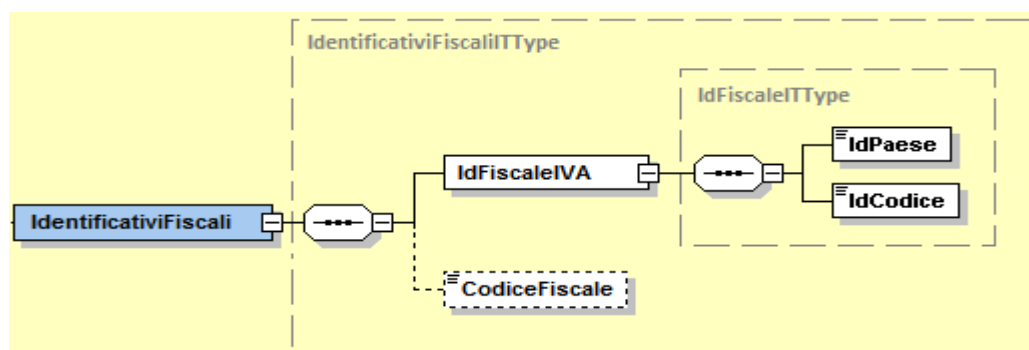 IdentificativiFiscaliITType
IdFiscaleITType
IdPaese
IdFiscaleIVA
IdCodice
IdentificativiFiscali
CodiceFiscale